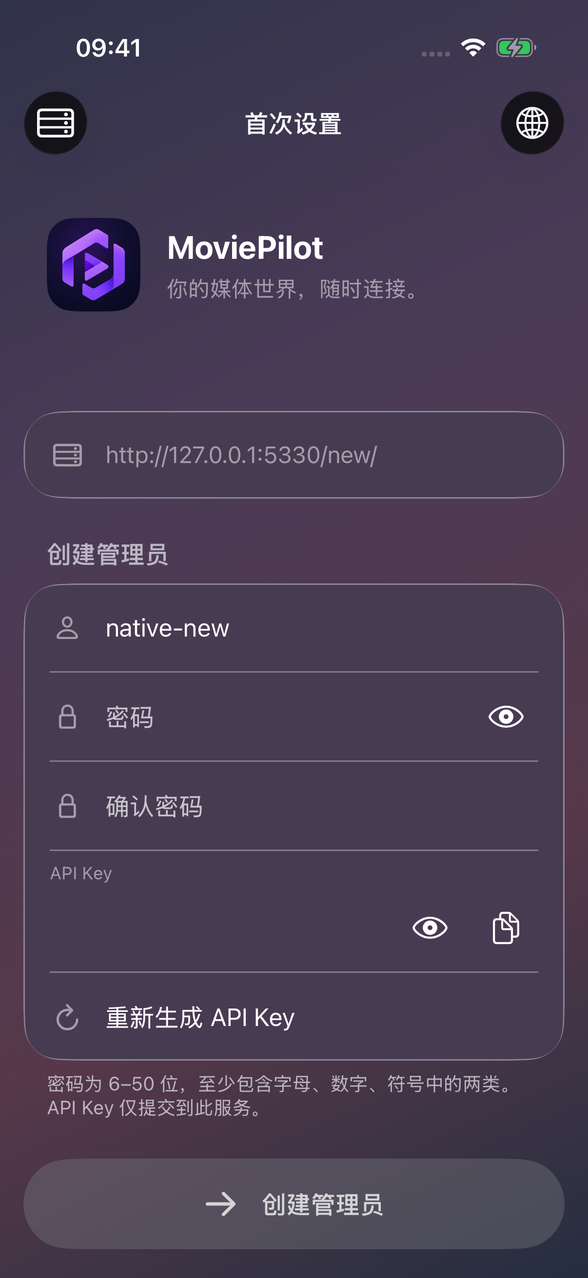 09:41
首次设置
MoviePilot
你的媒体世界，随时连接。
http://127.0.0.1:5330/new/
创建管理员
native-new
密码
确认密码
API Key
重新生成 API Key
密码为 6–50 位，至少包含字母、数字、符号中的两类。
API Key 仅提交到此服务。
创建管理员